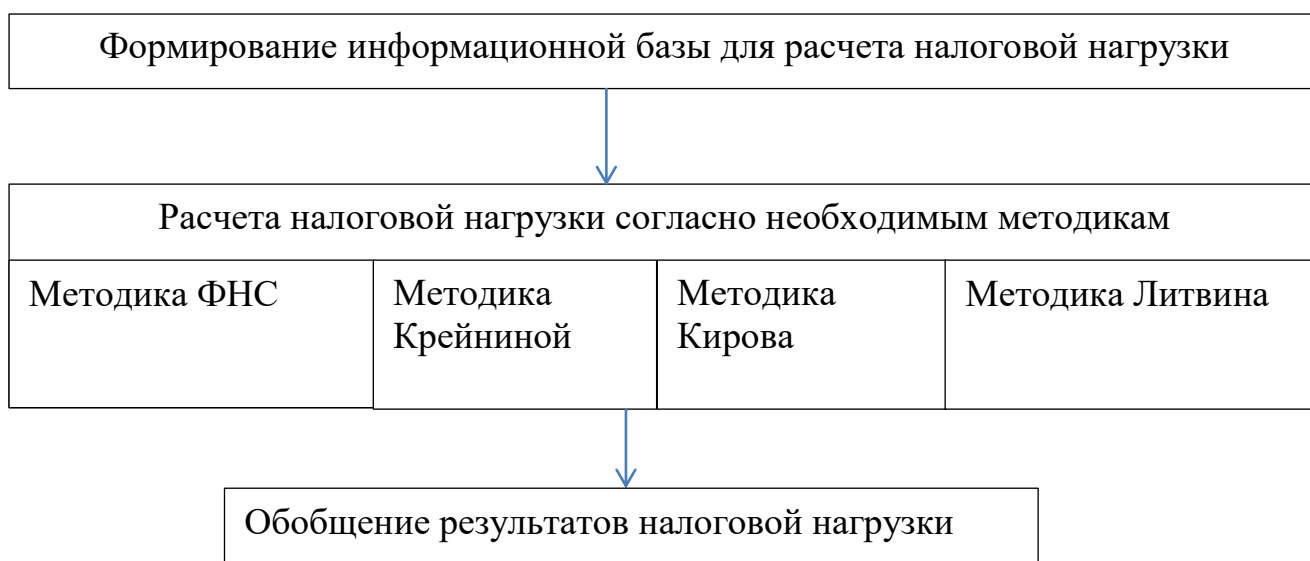 Формирование информационной базы для расчета налоговой нагрузки
Расчета налоговой нагрузки согласно необходимым методикам
Методика ФНС
Методика
Крейниной
Методика
Кирова
Методика Литвина
Обобщение результатов налоговой нагрузки